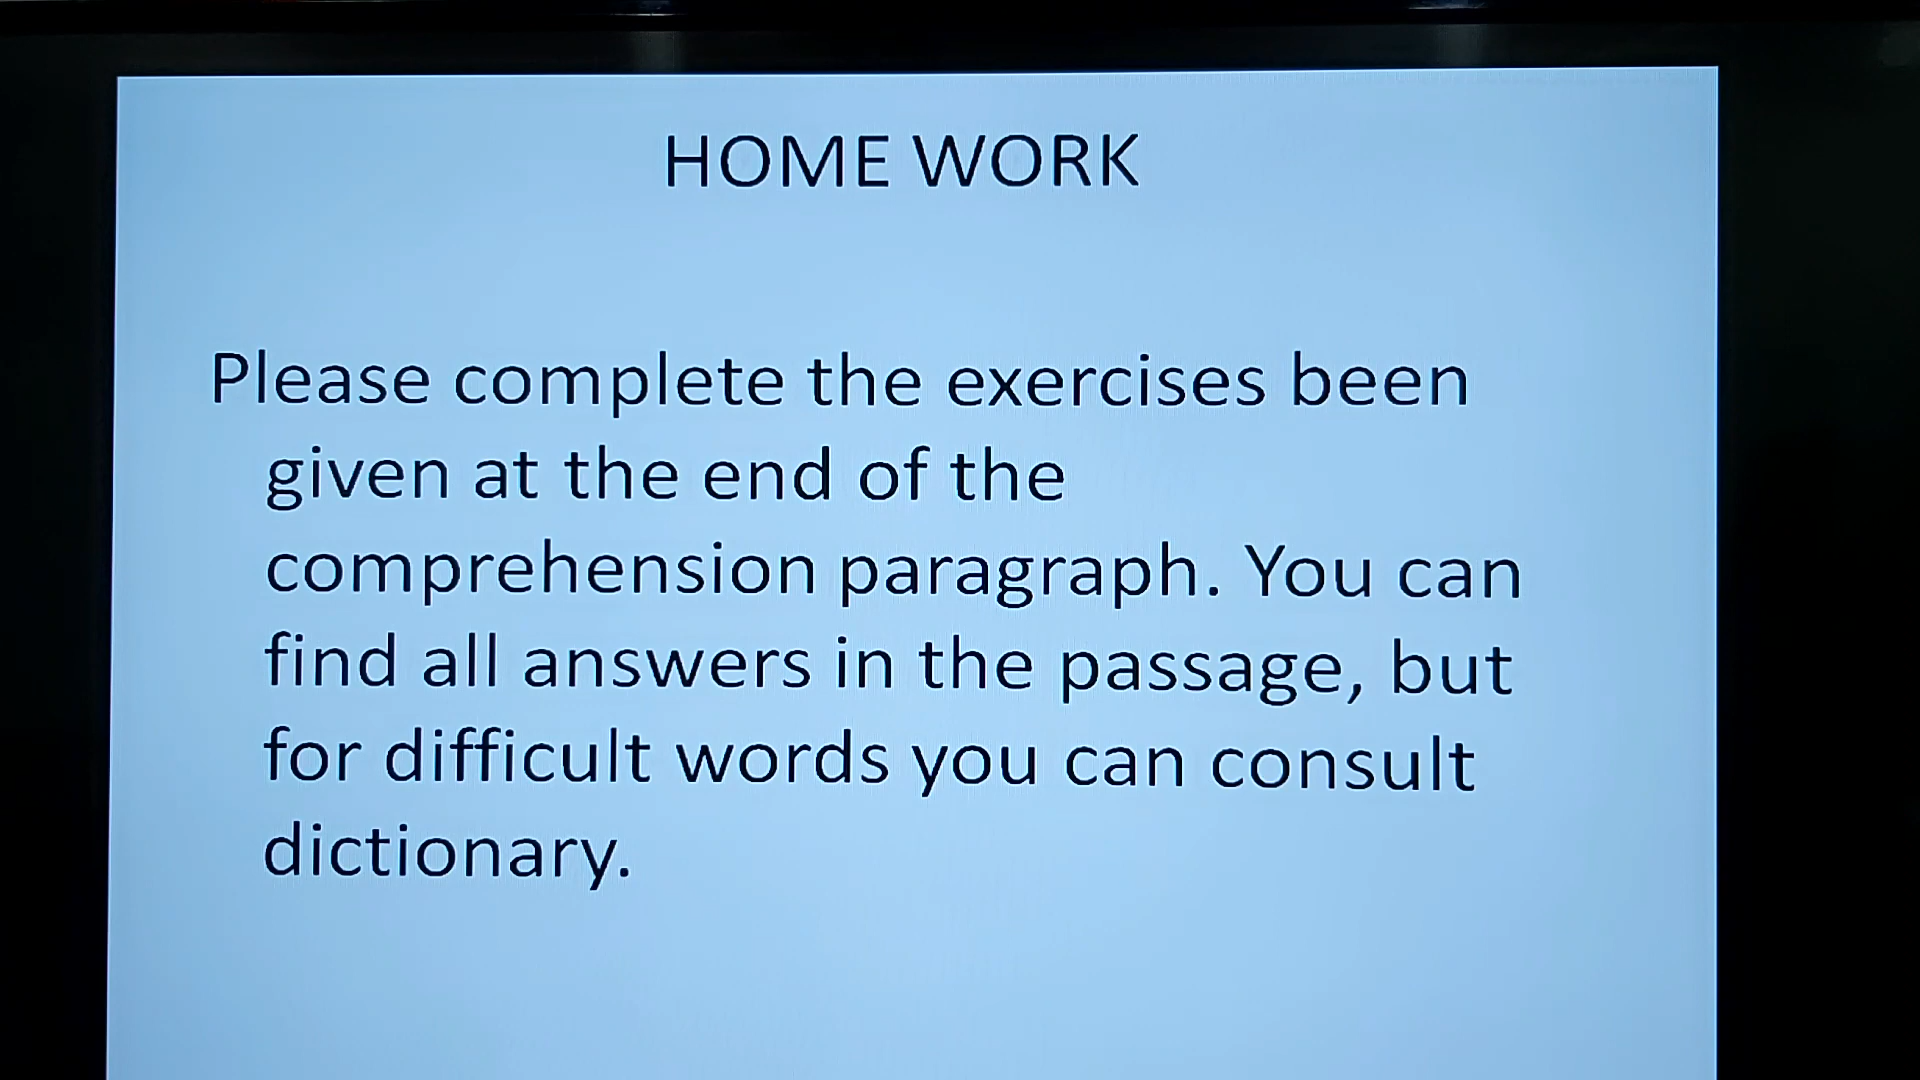 HOME WORK
Please complete the exercises been
given at the end of the
comprehension paragraph. You can
find all answers in the passage, but
for difficult words you can consult
dictionary.